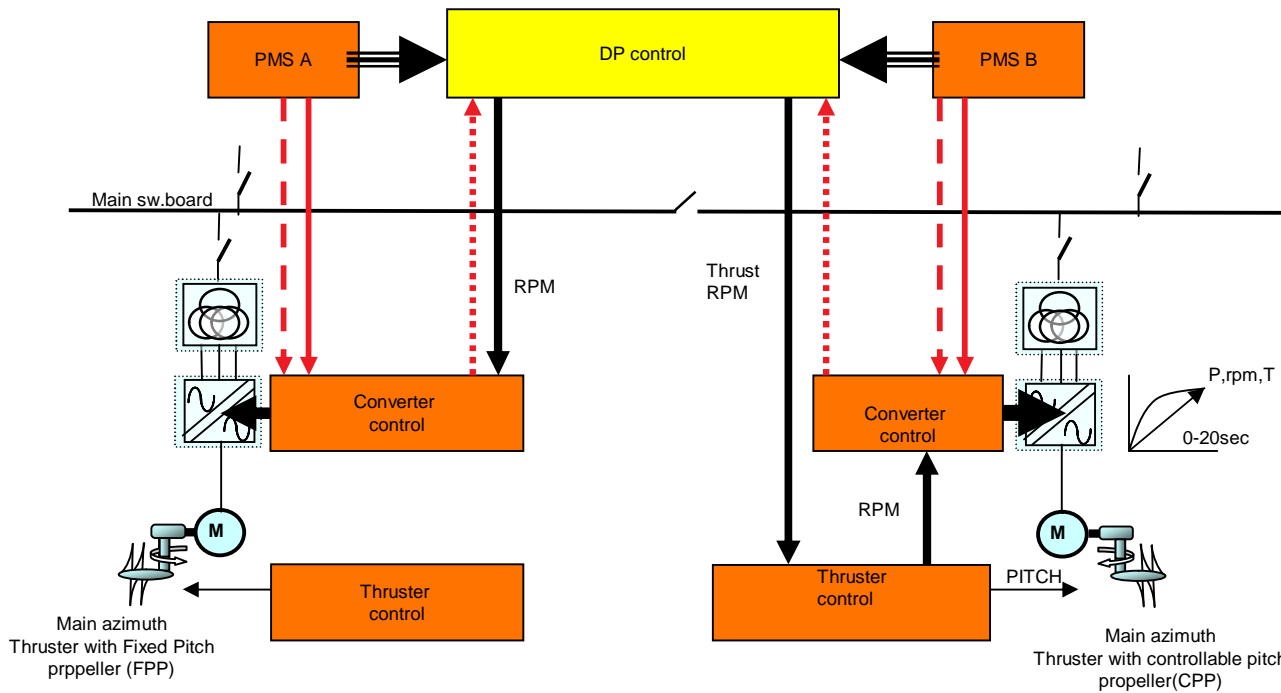 PMS A
DP control
PMS B
Main sw.board
RPM
Thrust
RPM
P,rpm,T
0-20sec
Converter
control
Converter
control
RPM
M
M
Thruster
control
Thruster
control
PITCH
Main azimuth
Thruster with Fixed Pitch
prppeller (FPP)
Main azimuth
Thruster with controllable pitch
propeller(CPP)